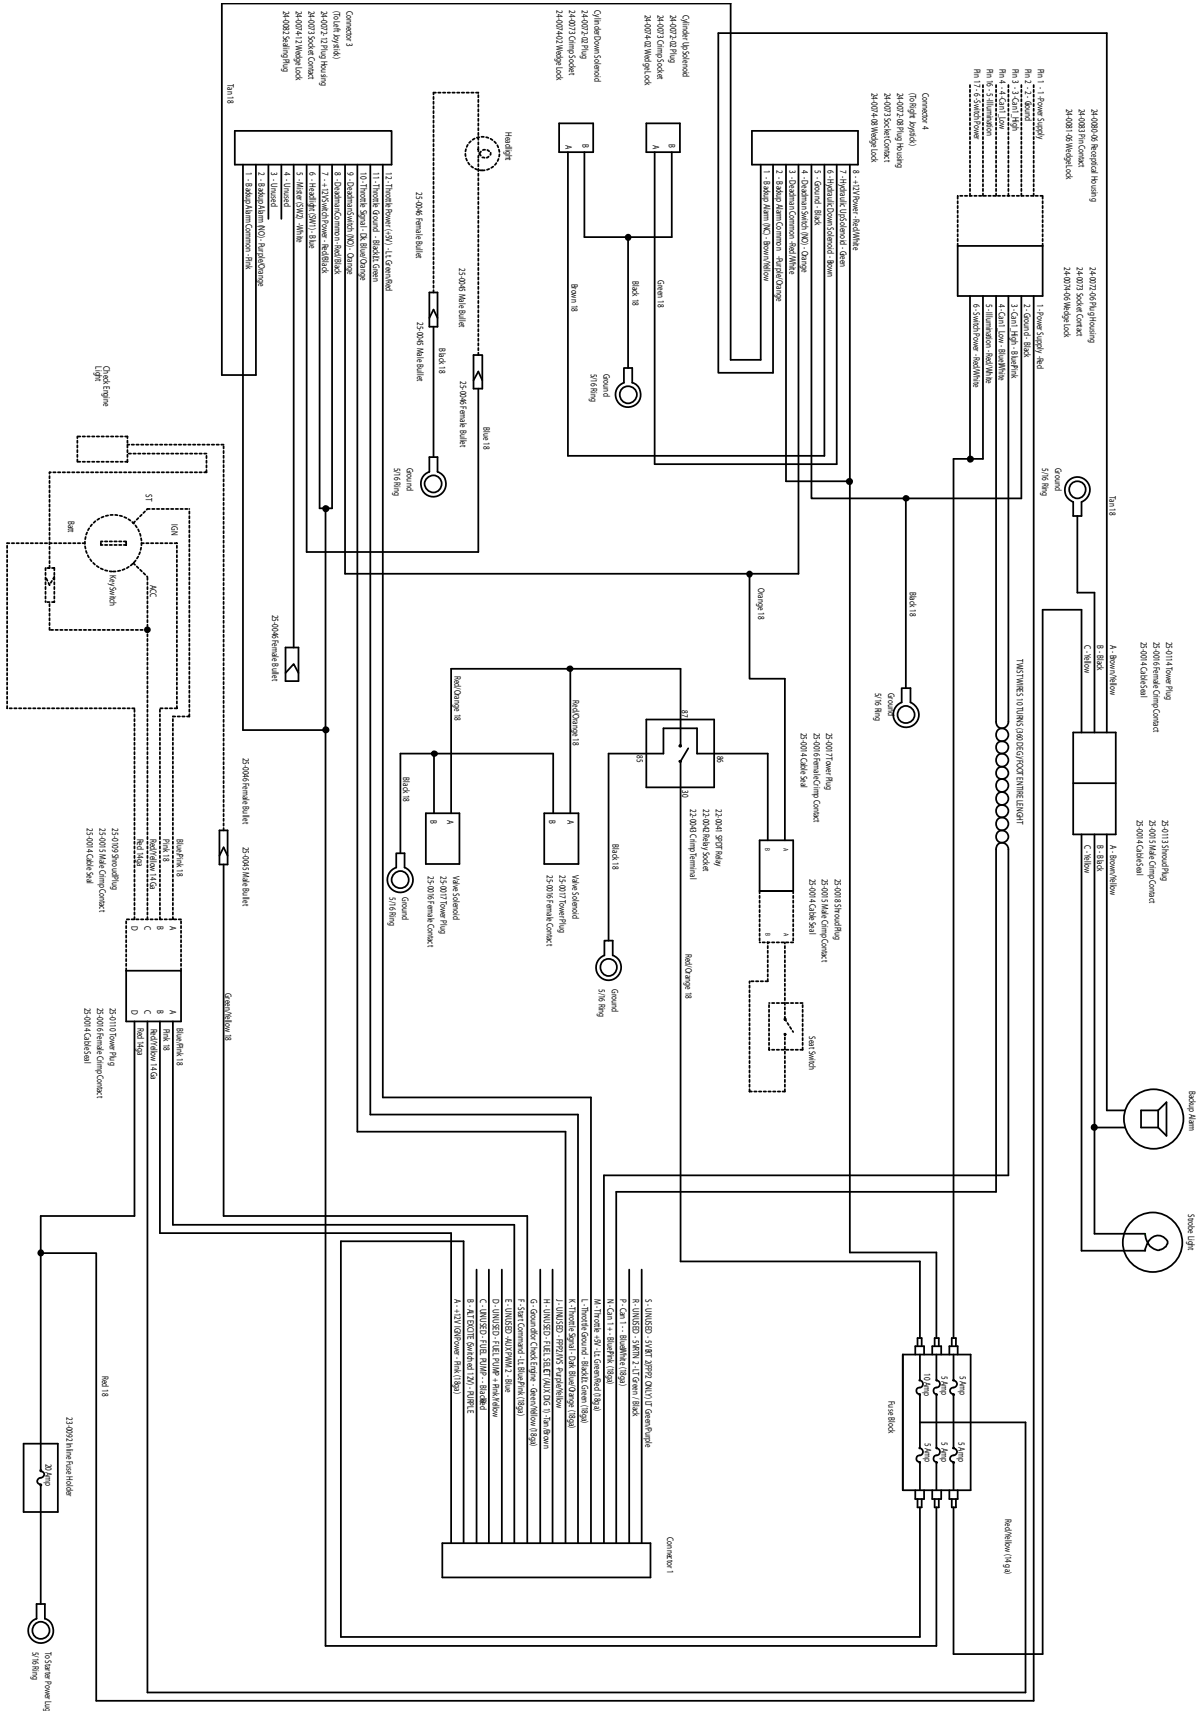 Connector 3
(To Left Joystick)
24-0072-12 Plug Housing
24-0073 Socket Contact
24-0074-12 Wedge Lock
24-0082 Sealing Plug
Tan 18
12 - Throttle Power (+5V) - Lt. Green/Red
11 - Throttle Ground - Black/Lt. Green
10 - Throttle Signal - Dk. Blue/Orange
9 - Deadman Switch (NO) - Orange
8 - Deadman Common - Red/Black
7 - +12V Switch Power - Red/Black
6 - Headlight (SW1) - Blue
5 - Mister (SW2) - White
4 - Unused
3 - Unused
2 - Backup Alarm (NO) - Purple/Orange
1 - Backup Alarm Common - Pink
Headlight
25-0046 Female Bullet
25-0045 Male Bullet
25-0045 Male Bullet
25-0046 Female Bullet
Black 18
Blue 18
Ground
5/16 Ring
Cylinder Down Solenoid
24-0072-02 Plug
24-0073 Crimp Socket
24-0074-02 Wedge Lock
A
B
Cylinder Up Solenoid
24-0072-02 Plug
24-0073 Crimp Socket
24-0074-02 Wedge Lock
A
B
Brown 18
Black 18
Green 18
Ground
5/16 Ring
Connector 4
(To Right Joystick)
24-0072-08 Plug Housing
24-0073 Socket Contact
24-0074-08 Wedge Lock
8 - +12V Power - Red/White
7 - Hydraulic Up Solenoid - Green
6 - Hydraulic Down Solenoid - Brown
5 - Ground - Black
4 - Deadman Switch (NO) - Orange
3 - Deadman Common - Red/White
2 - Backup Alarm Common - Purple/Orange
1 - Backup Alarm (NC) - Brown/Yellow
Pin 1 - 1 - Power Supply
Pin 2 - 2 - Ground
Pin 3 - 3 - Can1_High
Pin 4 - 4 - Can1_Low
Pin 16 - 5 - Illumination
Pin 17 - 6 - Switch Power
24-0080-06 Receptical Housing
24-0083 Pin Contact
24-0081-06 Wedge Lock
24-0072-06 Plug Housing
24-0073 Socket Contact
24-0074-06 Wedge Lock
1 - Power Supply - Red
2 - Ground - Black
3 - Can1_High - Blue/Pink
4 - Can1_Low - Blue/White
5 - Illumination - Red/White
6 - Switch Power - Red/White
Ground
5/16 Ring
Tan 18
Black 18
Ground
5/16 Ring
Orange 18
TWIST WIRES 10 TURNS (360 DEG)/FOOT ENTIRE LENGHT
25-0114 Tower Plug
25-0016 Female Crimp Contact
25-0014 Cable Seal
A - Brown/Yellow
B - Black
C - Yellow
25-0113 Shroud Plug
25-0015 Male Crimp Contact
25-0014 Cable Seal
A - Brown/Yellow
B - Black
C - Yellow
Backup Alarm
Strobe Light
Check Engine
Light
ST
IGN
Batt
ACC
Key Switch
25-0046 Female Bullet
25-0046 Female Bullet
25-0045 Male Bullet
Green/Yellow 18
Red/Orange 18
Red/Orange 18
Black 18
A
B
A
B
Valve Solenoid
25-0017 Tower Plug
25-0016 Female Contact
Valve Solenoid
25-0017 Tower Plug
25-0016 Female Contact
Ground
5/16 Ring
87
86
85
30
22-0041 SPDT Relay
22-0042 Relay Socket
22-0043 Crimp Terminal
Black 18
Ground
5/16 Ring
Red/Orange 18
25-0017 Tower Plug
25-0016 Female Crimp Contact
25-0014 Cable Seal
A
B
A
B
25-0018 Shroud Plug
25-0015 Male Crimp Contact
25-0014 Cable Seal
Seat Switch
Blue/Pink 18
Pink 18
Red/Yellow 14 Ga
Red 14ga
25-0109 Shroud Plug
25-0015 Male Crimp Contact
25-0014 Cable Seal
A
B
C
D
A
B
C
D
25-0110 Tower Plug
25-0016 Female Crimp Contact
25-0014 Cable Seal
Blue/Pink 18
Pink 18
Red/Yellow 14 Ga
Red 14ga
Red 18
23-0092 Inline Fuse Holder
20 Amp
To Starter Power Lug
5/16 Ring
S - UNUSED - 5VRT 2(FPP2 ONLY) LT Green/Purple
R - UNUSED - 5VRTN 2 - LT Green / Black
P - Can 1 - - Blue/White (18ga)
N - Can 1 + - Blue/Pink (18ga)
M - Throttle +5V - Lt. Green/Red (18ga)
L - Throttle Ground - Black/Lt. Green (18ga)
K - Throttle Signal - Dark Blue/Orange (18ga)
J - UNUSED - FPP2/IVS Purple/Yellow
H - UNUSED - FUEL SELECT (AUX DIG 1) - Tan/Brown
G - Ground for Check Engine - Green/Yellow (18ga)
F - Start Command - Lt. Blue/Pink (18ga)
E - UNUSED - AUX PWM 2 - Blue
D - UNUSED - FUEL PUMP + Pink/Yellow
C - UNUSED - FUEL PUMP - - Black/Red
B - ALT EXCITE (Switched 12V) - PURPLE
A - +12V IGN Power - Pink (18ga)
Connector 1
5 Amp
5 Amp
10 Amp
5 Amp
5 Amp
5 Amp
Fuse Block
Red/Yellow (14 ga)